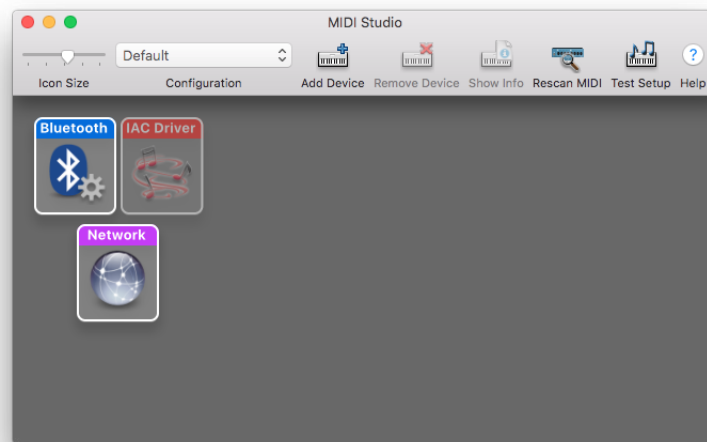 MIDI Studio
Default
Icon Size Configuration Add Device Remove Device Show Info Rescan MIDI Test Setup Help
?
Bluetooth IAC Driver
Network